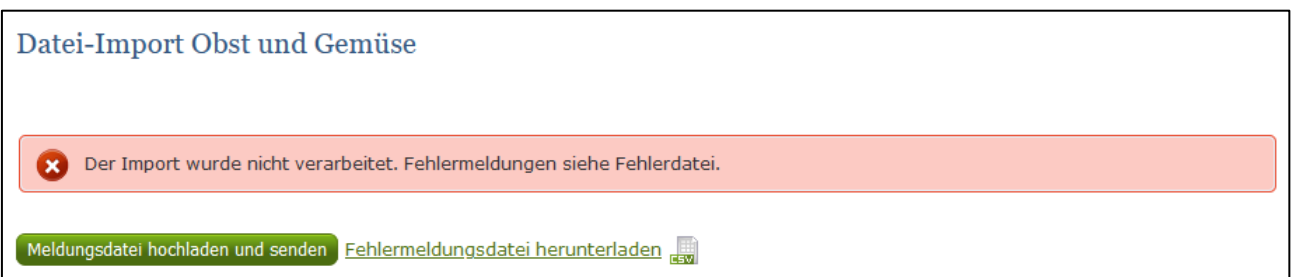 Datei-Import Obst und Gemüse
Der Import wurde nicht verarbeitet. Fehlermeldungen siehe Fehlerdatei.
Meldungsdatei hochladen und senden Fehlermeldungsdatei herunterladen CSV